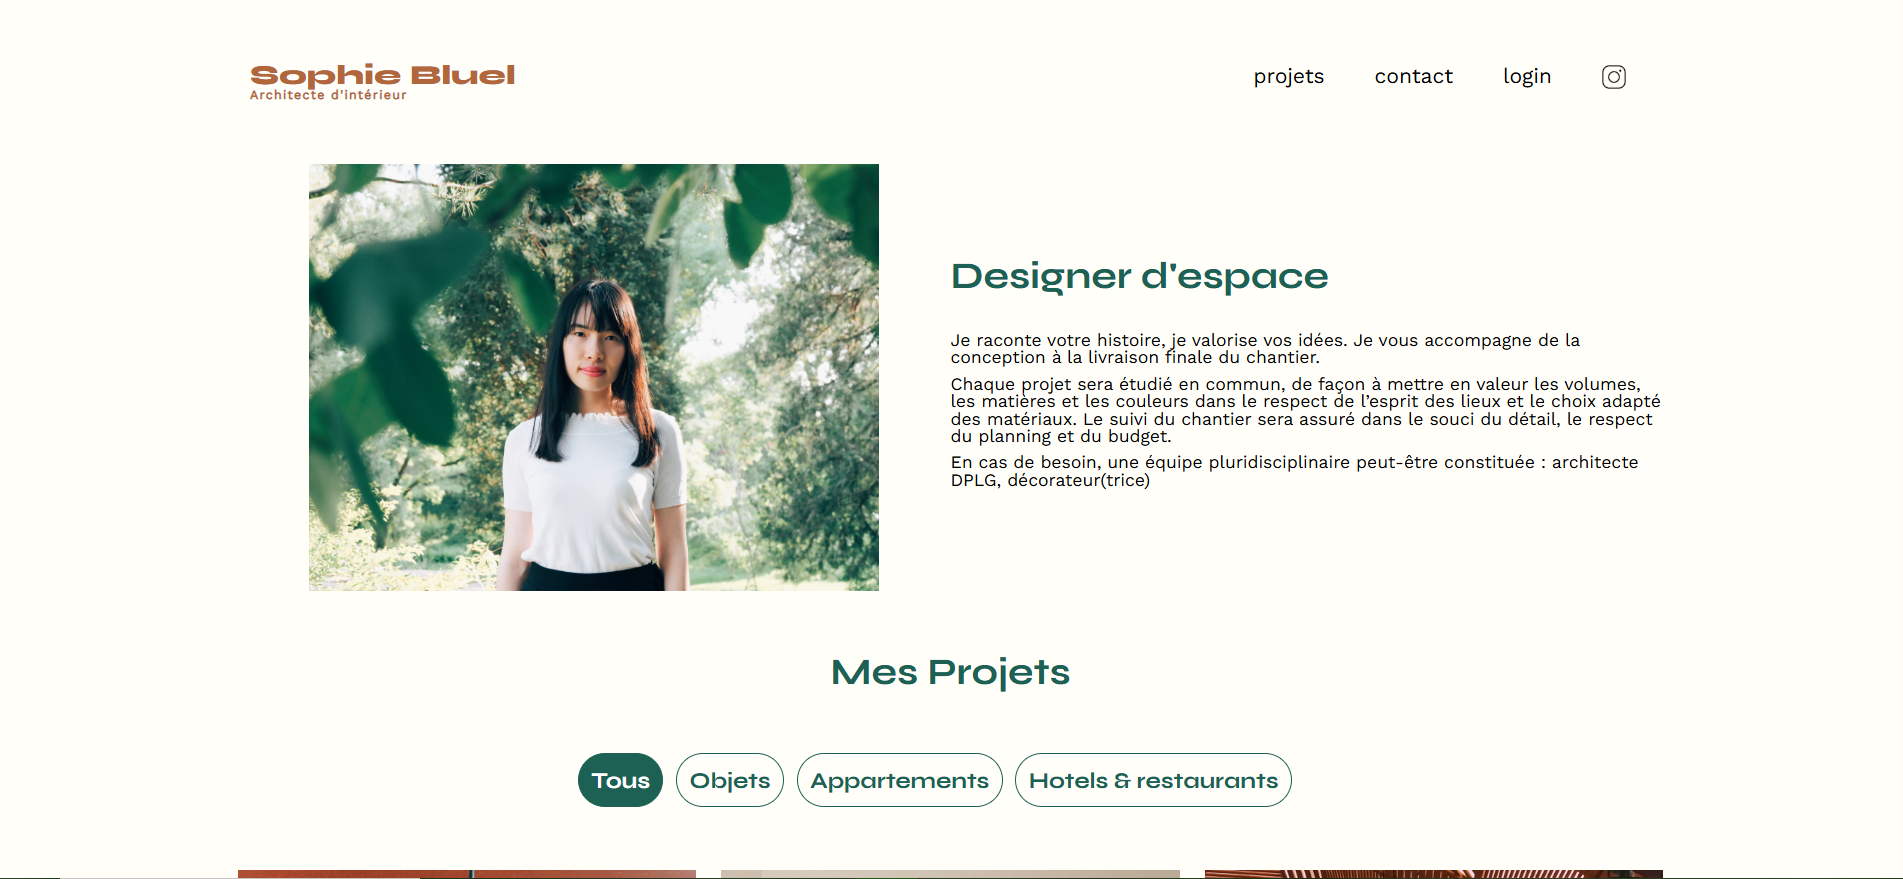 Sophie Bluel
Architecte d'intérieur
projets
contact
login
Designer d'espace
Je raconte votre histoire, je valorise vos idées. Je vous accompagne de la
conception à la livraison finale du chantier.
Chaque projet sera étudié en commun, de façon à mettre en valeur les volumes,
les matières et les couleurs dans le respect de l’esprit des lieux et le choix adapté
des matériaux. Le suivi du chantier sera assuré dans le souci du détail, le respect
du planning et du budget.
En cas de besoin, une équipe pluridisciplinaire peut-être constituée : architecte
DPLG, décorateur(trice)
Mes Projets
Tous
Objets
Appartements
Hotels & restaurants